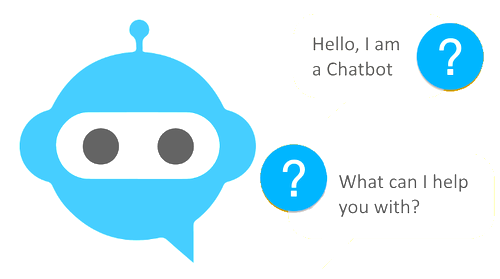 Hello, I am
a Chatbot
?
?
What can I help
you with?